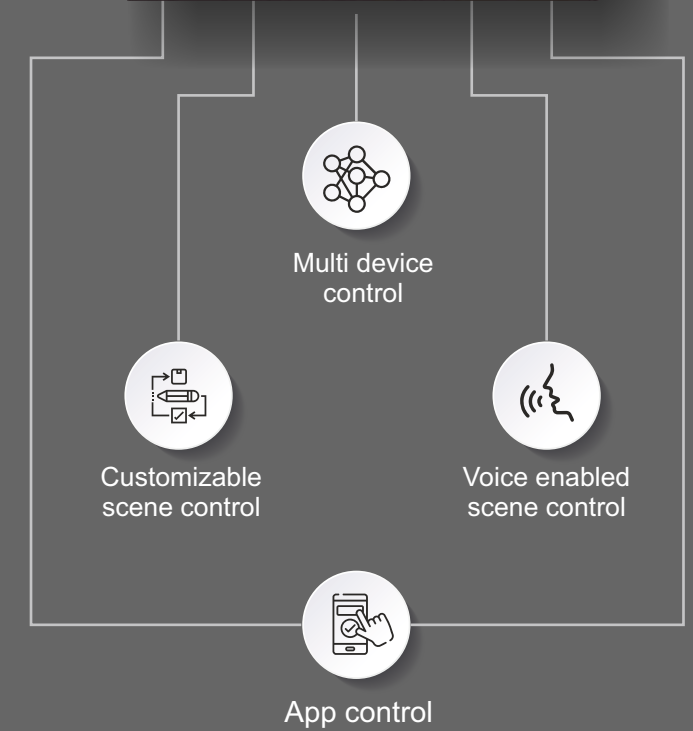 Multi device
control
Customizable
scene control
Voice enabled
scene control
App control